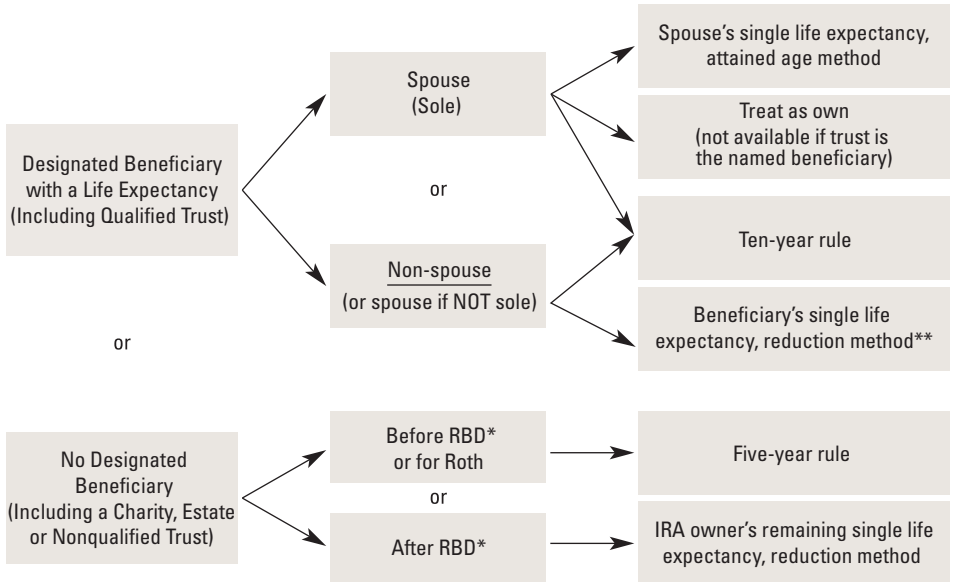 Designated Beneficiary
with a Life Expectancy
(Including Qualified Trust)
or
No Designated
Beneficiary
(Including a Charity, Estate
or Nonqualified Trust)
Spouse
(Sole)
or
Non-spouse
(or spouse if NOT sole)
Before RBD*
or for Roth
or
After RBD*
Spouse's single life expectancy,
attained age method
Treat as own
(not available if trust is
the named beneficiary)
Ten-year rule
Beneficiary's single life
expectancy, reduction method**
Five-year rule
IRA owner's remaining single life
expectancy, reduction method